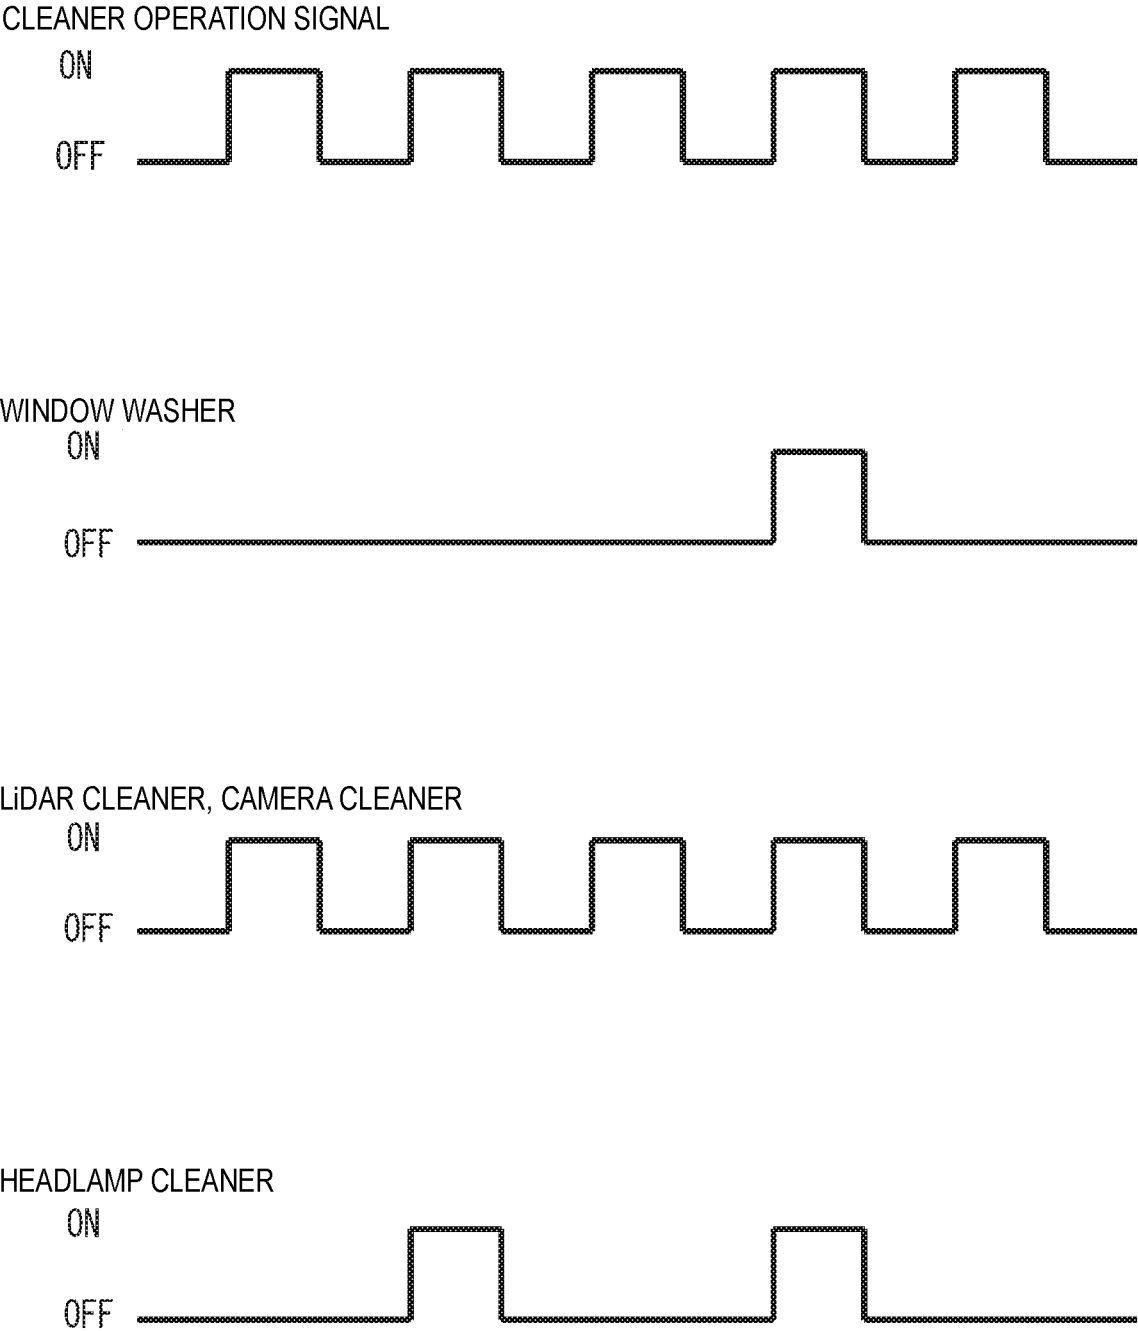 CLEANER OPERATION SIGNAL
ON
OFF
WINDOW WASHER
ON
OFF
LiDAR CLEANER, CAMERA CLEANER
ON
OFF
HEADLAMP CLEANER
ON
OFF